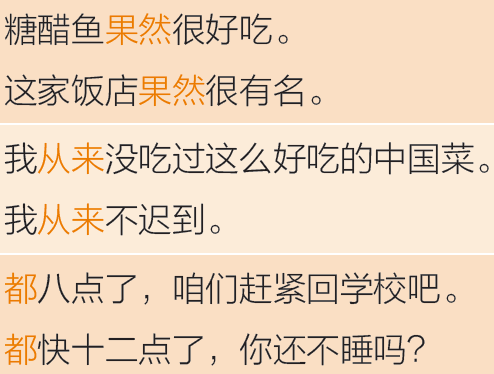 糖醋鱼果然很好吃。
这家饭店果然很有名。
我从来没吃过这么好吃的中国菜。
我从来不迟到。
都八点了，咱们赶紧回学校吧。
都快十二点了，你还不睡吗？